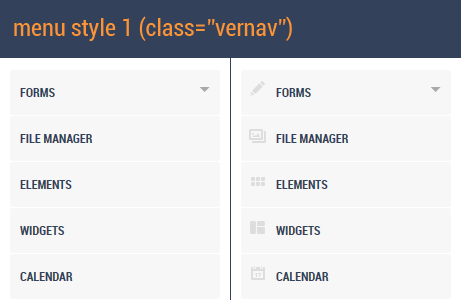 menu style 1 (class="vernav")
FORMS
FILE MANAGER
ELEMENTS
WIDGETS
CALENDAR
FORMS
FILE MANAGER
ELEMENTS
WIDGETS
CALENDAR